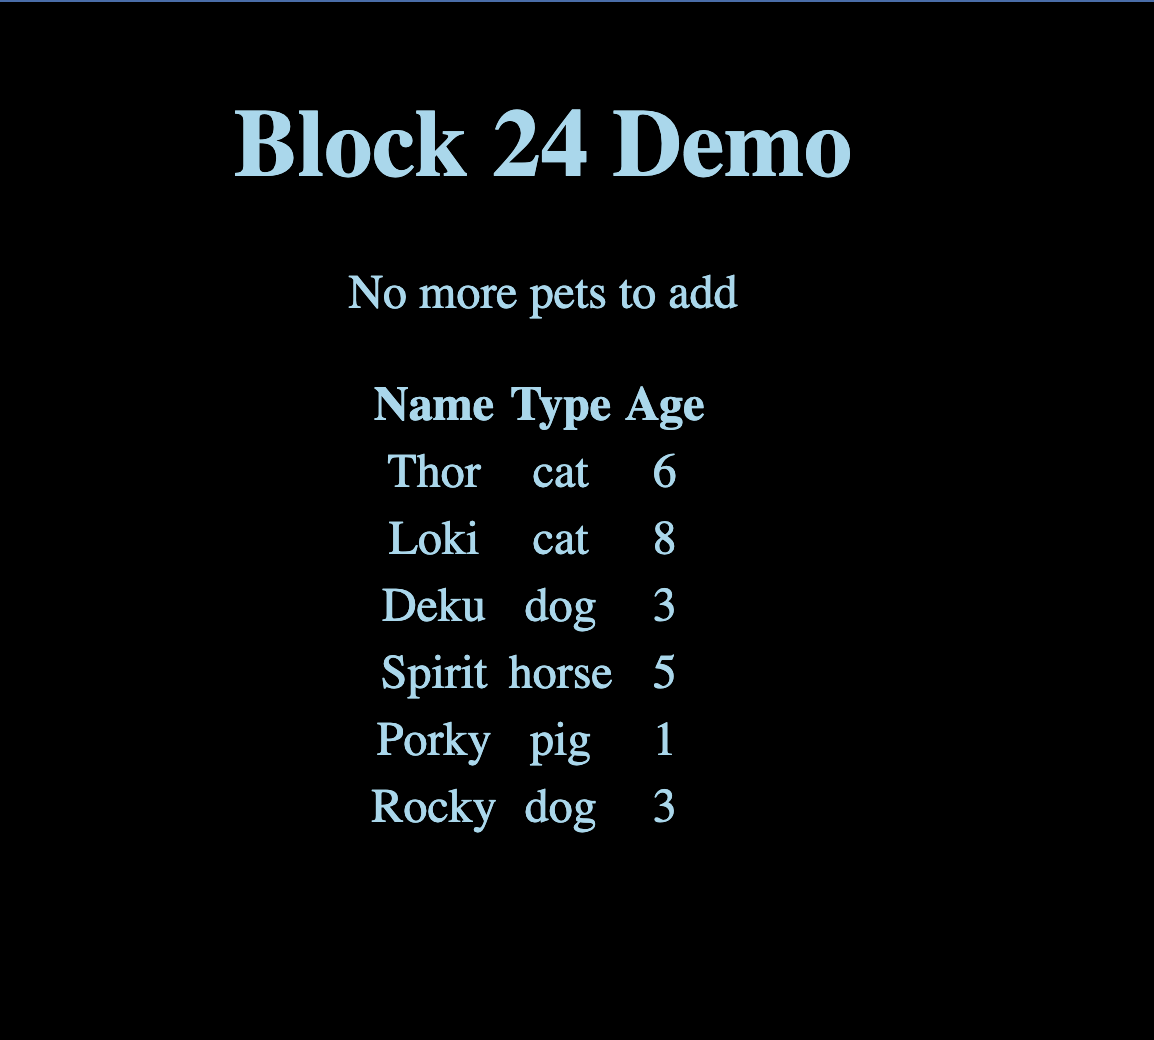 Block 24 Demo
No more pets to add
Name Type Age
Thor cat 6
Loki cat 8
Deku dog 3
Spirit horse 5
Porky pig 1
Rocky dog 3